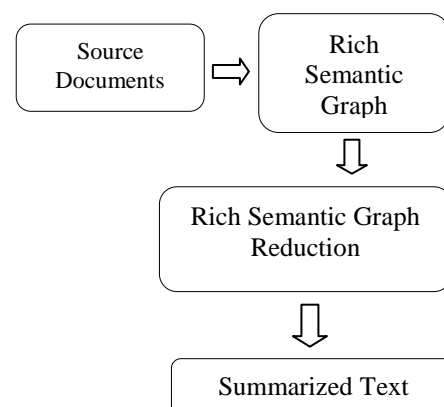 Source
Documents
Rich
Semantic
Graph
Rich Semantic Graph
Reduction
Summarized Text